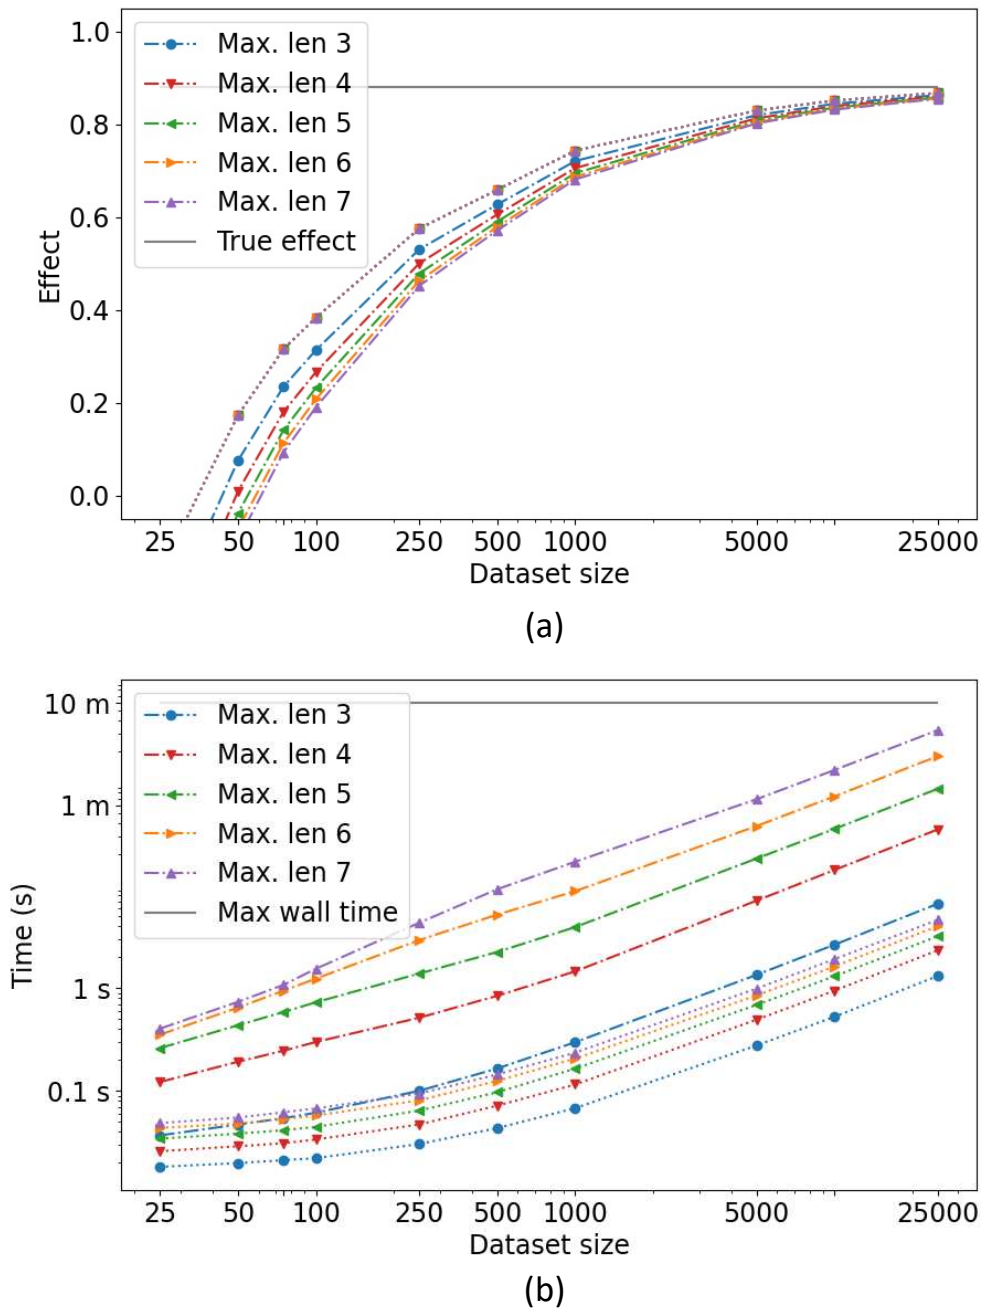 1.0
0.8
0.6
0.4
0.2
0.0
Effect
Max. len 3
Max. len 4
Max. len 5
Max. len 6
Max. len 7
True effect
25 50 100 250 500 1000 5000 25000
Dataset size
(a)
10 m
1 m
1 s
0.1 s
Time (s)
Max. len 3
Max. len 4
Max. len 5
Max. len 6
Max. len 7
Max wall time
25 50 100 250 500 1000 5000 25000
Dataset size
(b)